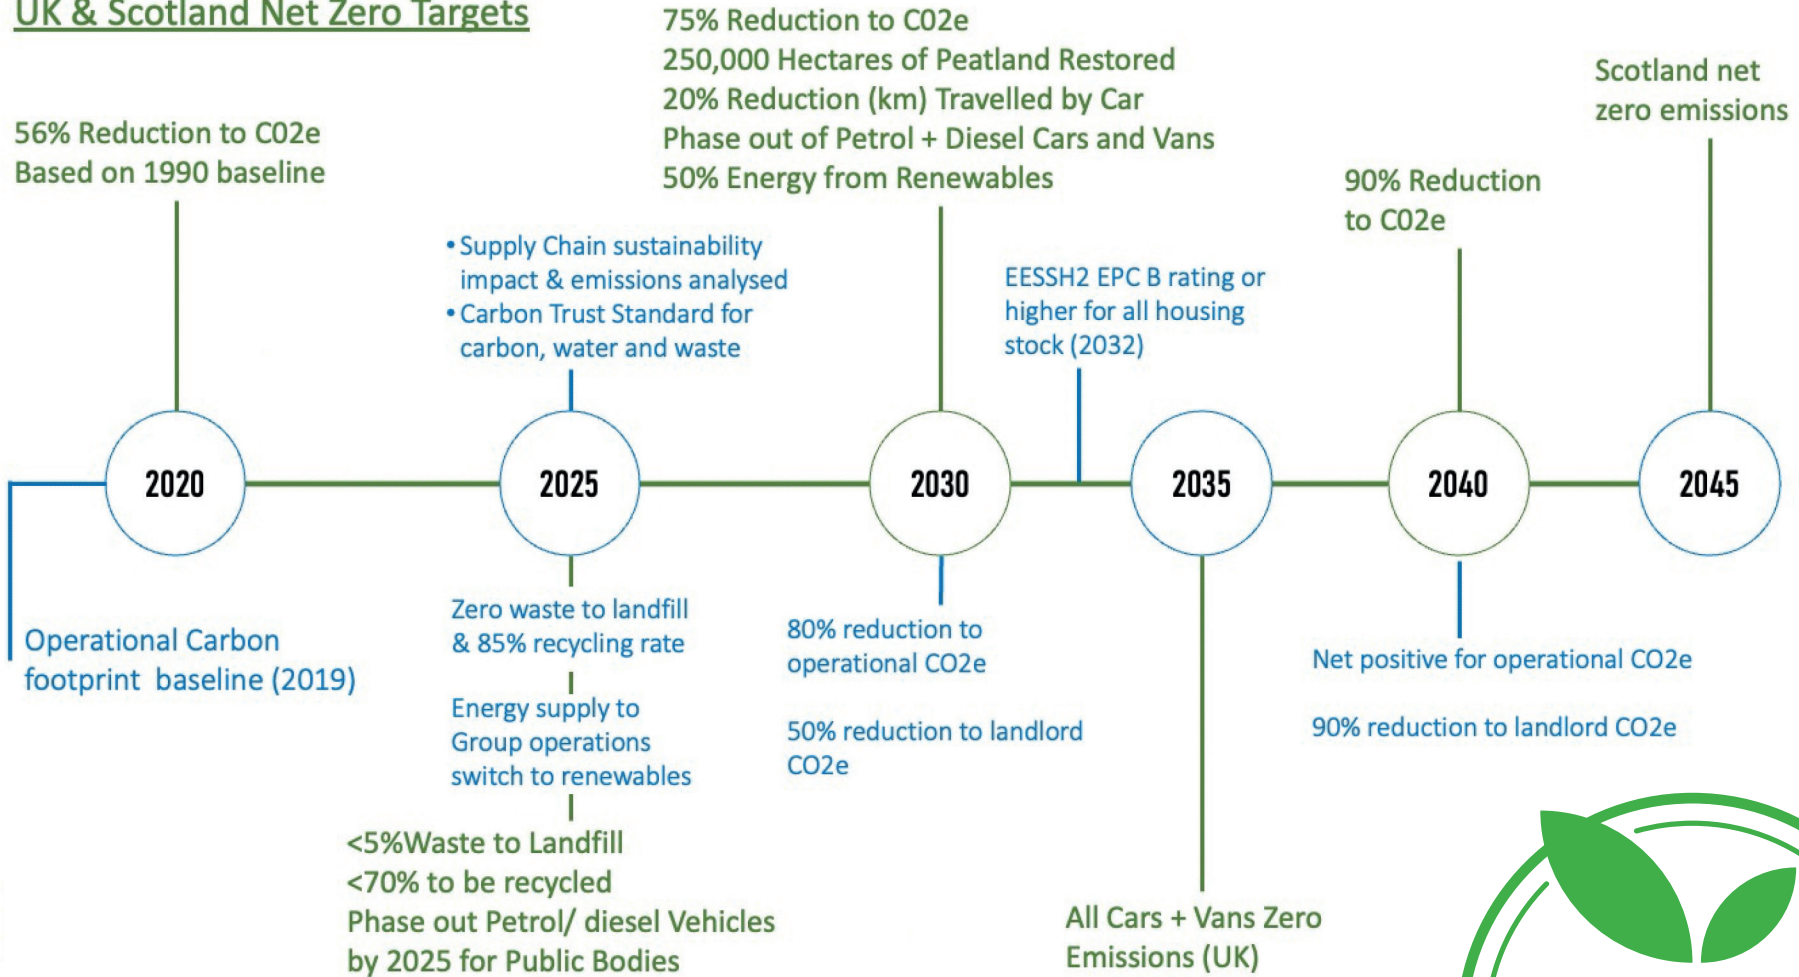 UK & Scotland Net Zero Targets
56% Reduction to C02e
Based on 1990 baseline
• Supply Chain sustainability
impact & emissions analysed
• Carbon Trust Standard for
carbon, water and waste
75% Reduction to C02e
250,000 Hectares of Peatland Restored
20% Reduction (km) Travelled by Car
Phase out of Petrol + Diesel Cars and Vans
50% Energy from Renewables
EESSH2 EPC B rating or
higher for all housing
stock (2032)
90% Reduction
to C02e
Scotland net
zero emissions
2020
2025
2030
2035
2040
2045
Operational Carbon
footprint baseline (2019)
Zero waste to landfill
& 85% recycling rate
Energy supply to
Group operations
switch to renewables
<5%Waste to Landfill
<70% to be recycled
Phase out Petrol/ diesel Vehicles
by 2025 for Public Bodies
80% reduction to
operational CO2e
50% reduction to landlord
CO2e
All Cars + Vans Zero
Emissions (UK)
Net positive for operational CO2e
90% reduction to landlord CO2e